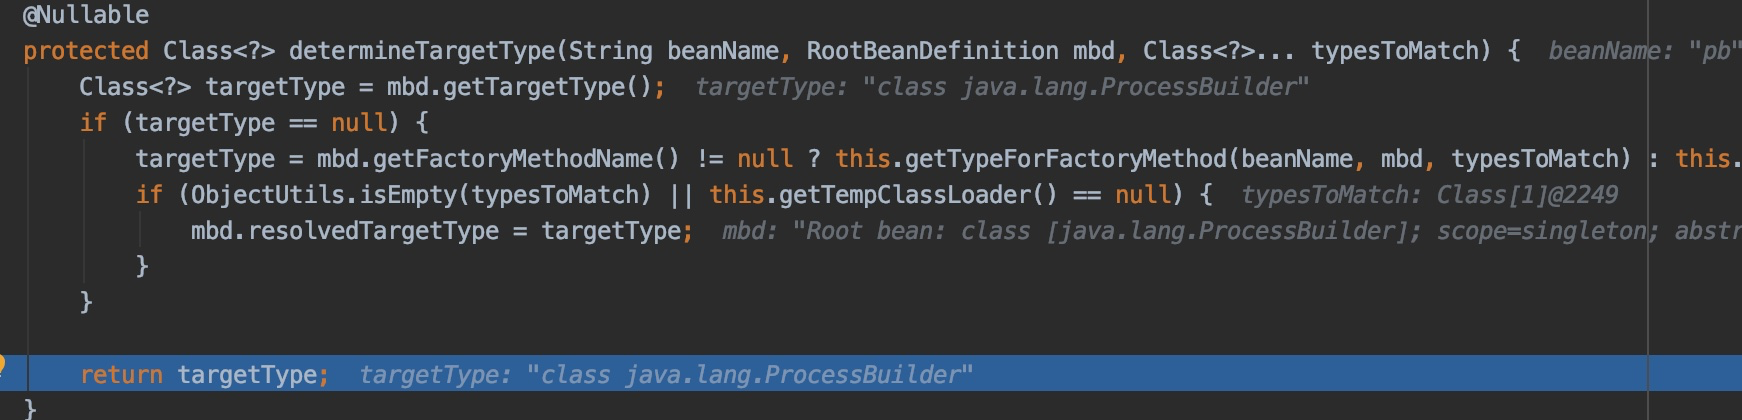 @Nullable
protected Class<?> determineTargetType(String beanName, RootBeanDefinition mbd, Class<?>... typesToMatch) {  beanName: "pb"
Class<?> targetType = mbd.getTargetType();  targetType: "class java.lang.ProcessBuilder"
if (targetType == null) {
targetType = mbd.getFactoryMethodName() != null ? this.getTypeForFactoryMethod(beanName, mbd, typesToMatch) : this.
if (ObjectUtils.isEmpty(typesToMatch) || this.getTempClassLoader() == null) {  typesToMatch: Class[1]@2249
mbd.resolvedTargetType = targetType;  mbd: "Root bean: class [java.lang.ProcessBuilder]; scope=singleton; abstr
}
}
return targetType;  targetType: "class java.lang.ProcessBuilder"
}